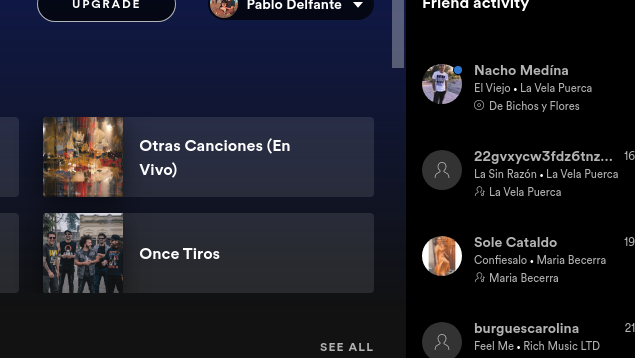 UPGRADE
Pablo Delfante
Otras Canciones (En
Vivo)
Once Tiros
SEE ALL
Friend activity
Nacho Medína
El Viejo • La Vela Puerca
De Bichos y Flores
22gvxycw3fdz6tnz... 16
La Sin Razón • La Vela Puerca
La Vela Puerca
Sole Cataldo 19
Confiesalo • Maria Becerra
Maria Becerra
burguescarolina 21
Feel Me • Rich Music LTD